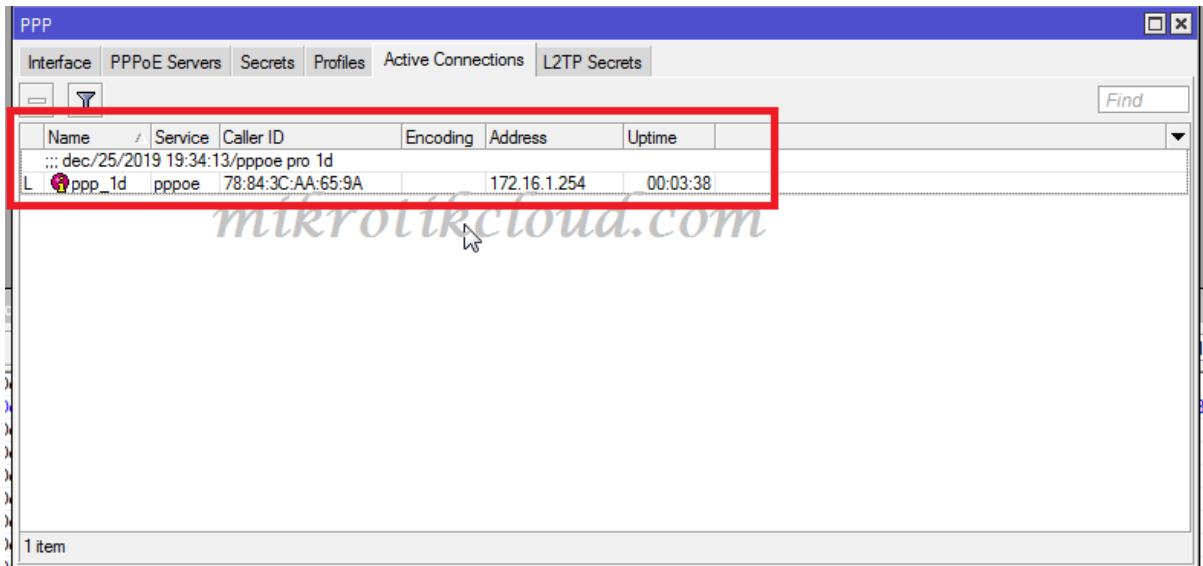 PPP
Interface PPPoE Servers Secrets Profiles Active Connections L2TP Secrets
Find
Name Service Caller ID Encoding Address Uptime
;;; dec/25/2019 19:34:13/pppoe pro 1d
L ppp_1d pppoe 78:84:3C:AA:65:9A 172.16.1.254 00:03:38
mikrotikcloud.com
1 item